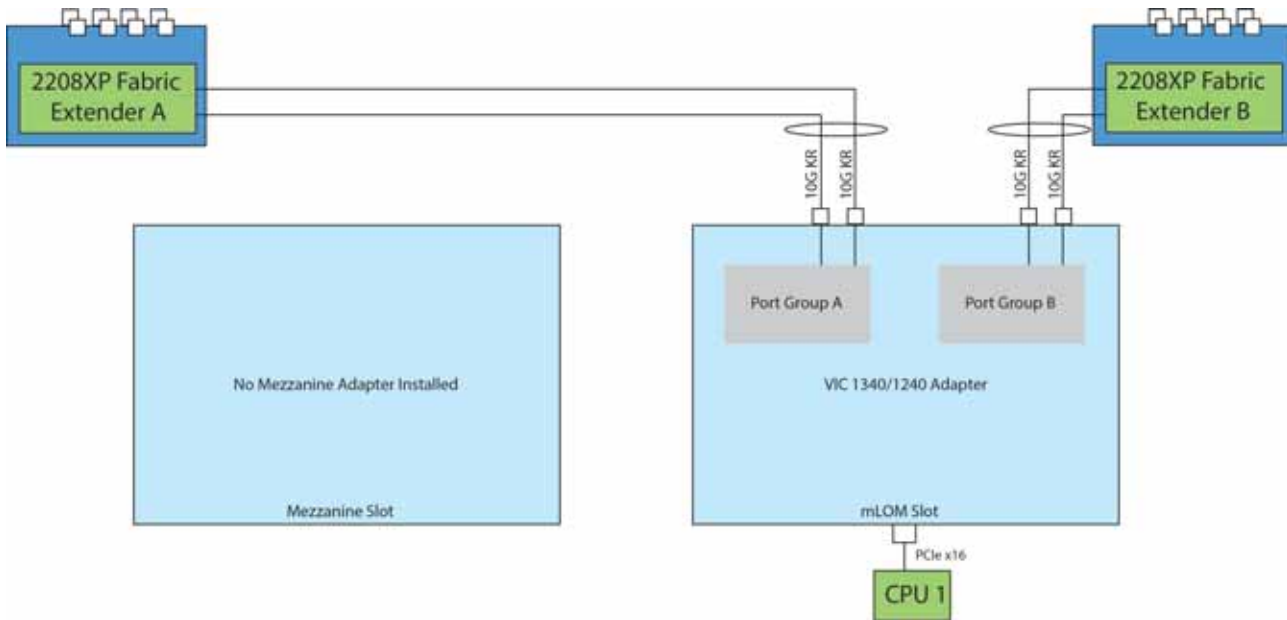 2208XP Fabric
Extender A
2208XP Fabric
Extender B
10G KR
10G KR
10G KR
10G KR
Port Group A
Port Group B
No Mezzanine Adapter Installed
VIC 1340/1240 Adapter
Mezzanine Slot
mLOM Slot
PCIe x16
CPU 1